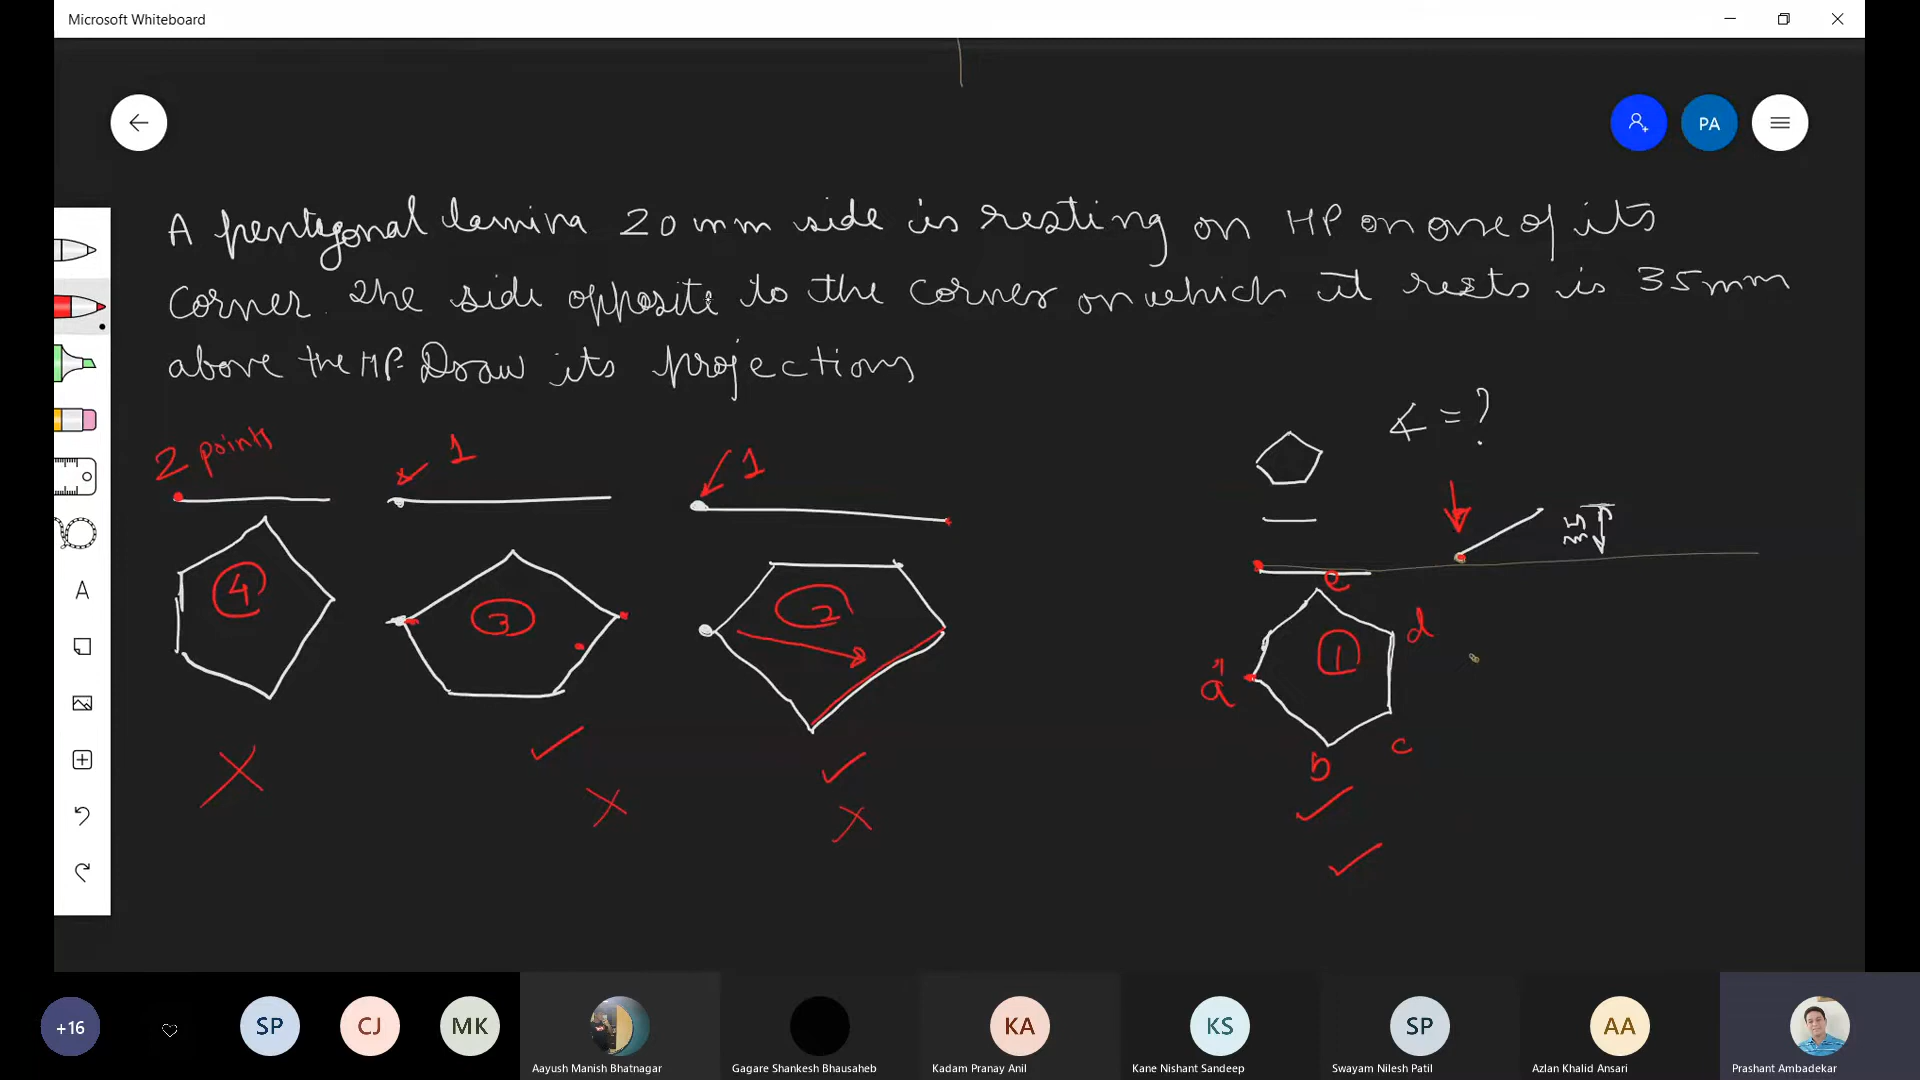 Microsoft Whiteboard
PA
A pentagonal lamina 20 mm side is resting on HP on one of its
corner. The side opposite to the corner on which it rests is 35mm
above the HP. Draw its projections
2 points
1
1
∡ = ?
35
4
3
2
1
e
d
a'
b
c
A
+16
SP
CJ
MK
KA
KS
SP
AA
Aayush Manish Bhatnagar
Gagare Shankesh Bhausaheb
Kadam Pranay Anil
Kane Nishant Sandeep
Swayam Nilesh Patil
Azlan Khalid Ansari
Prashant Ambadekar